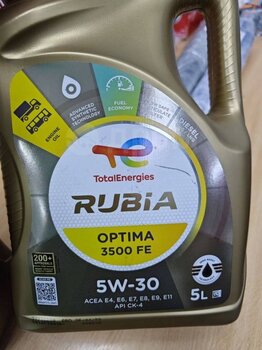 ADVANCED
SYNTHETIC
TECHNOLOGY
FUEL
ECONOMY
DIESEL
ENGINE
OIL
TotalEnergies
RUBIA
OPTIMA
3500 FE
5W-30
ACEA E4, E6, E7, E8, E9, E11
API CK-4
200+
APPROVALS
5L